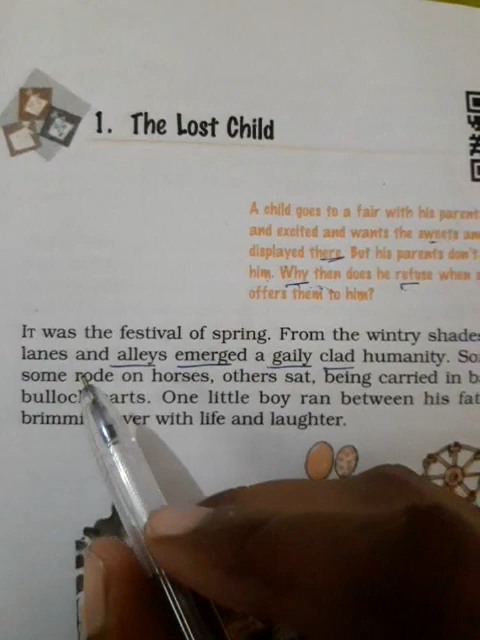 1. The Lost Child
A child goes to a fair with his parent
and excited and wants the sweets an
displayed there. But his parents don't
him. Why then does he refuse when s
offers them to him?
IT was the festival of spring. From the wintry shade
lanes and alleys emerged a gaily clad humanity. So
some rode on horses, others sat, being carried in b
bullock carts. One little boy ran between his fat
brimming over with life and laughter.